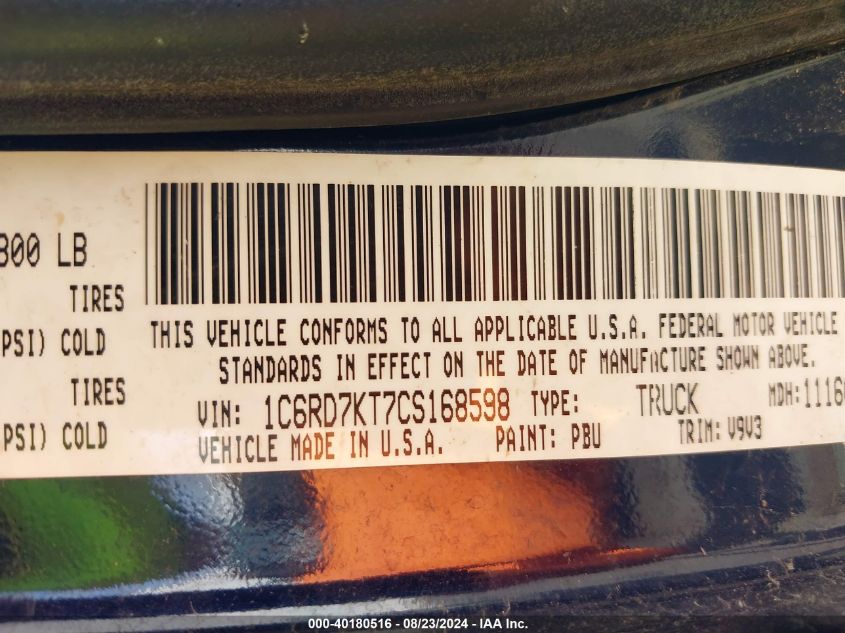 800 LB
TIRES
PSI) COLD
TIRES
PSI) COLD
THIS VEHICLE CONFORMS TO ALL APPLICABLE U.S.A. FEDERAL MOTOR VEHICLE
STANDARDS IN EFFECT ON THE DATE OF MANUFACTURE SHOWN ABOVE.
VIN: 1C6RD7KT7CS168598 TYPE: TRUCK MDH: 1116
VEHICLE MADE IN U.S.A. PAINT: PBU TRIM: V9V3
000-40180516 - 08/23/2024 - IAA Inc.